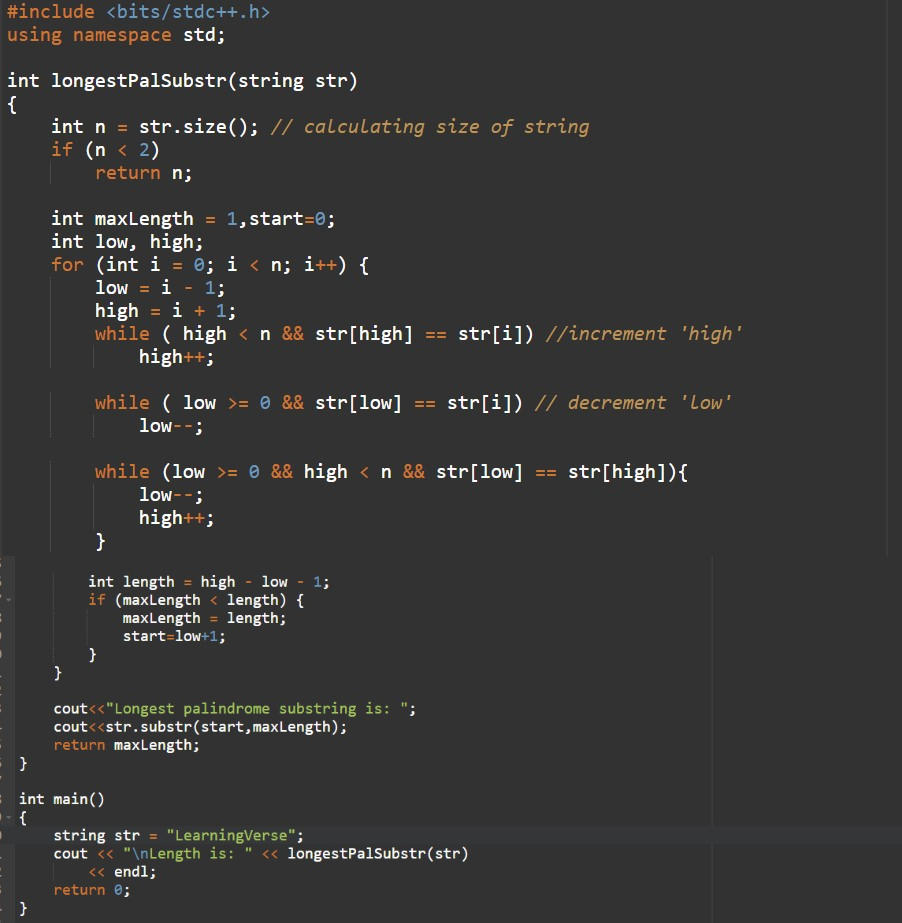 #include <bits/stdc++.h>
using namespace std;
int longestPalSubstr(string str)
{
int n = str.size(); // calculating size of string
if (n < 2)
return n;
int maxLength = 1,start=0;
int low, high;
for (int i = 0; i < n; i++) {
low = i - 1;
high = i + 1;
while ( high < n && str[high] == str[i]) //increment 'high'
high++;
while ( low >= 0 && str[low] == str[i]) // decrement 'low'
low--;
while (low >= 0 && high < n && str[low] == str[high]){
low--;
high++;
}
int length = high - low - 1;
if (maxLength < length) {
maxLength = length;
start=low+1;
}
}
cout<<"Longest palindrome substring is: ";
cout<<str.substr(start,maxLength);
return maxLength;
}
int main()
{
string str = "LearningVerse";
cout << "\nLength is: " << longestPalSubstr(str)
<< endl;
return 0;
}